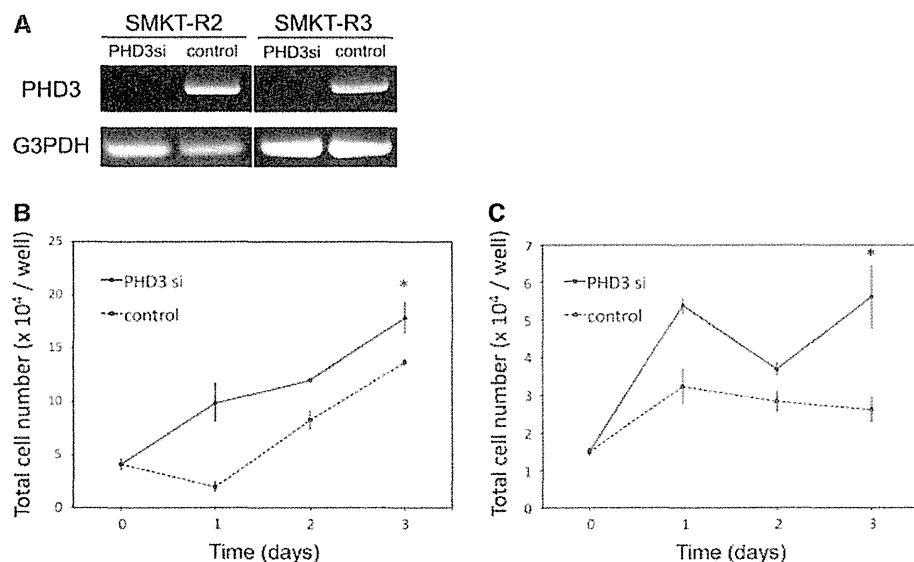 A
SMKT-R2 SMKT-R3
PHD3si control PHD3si control
PHD3
G3PDH
B
Total cell number (x 10⁴ / well)
25
20
15
10
5
0
PHD3 si
control
*
0 1 2 3
Time (days)
C
Total cell number (x 10⁴ / well)
7
6
5
4
3
2
1
0
PHD3 si
control
*
0 1 2 3
Time (days)